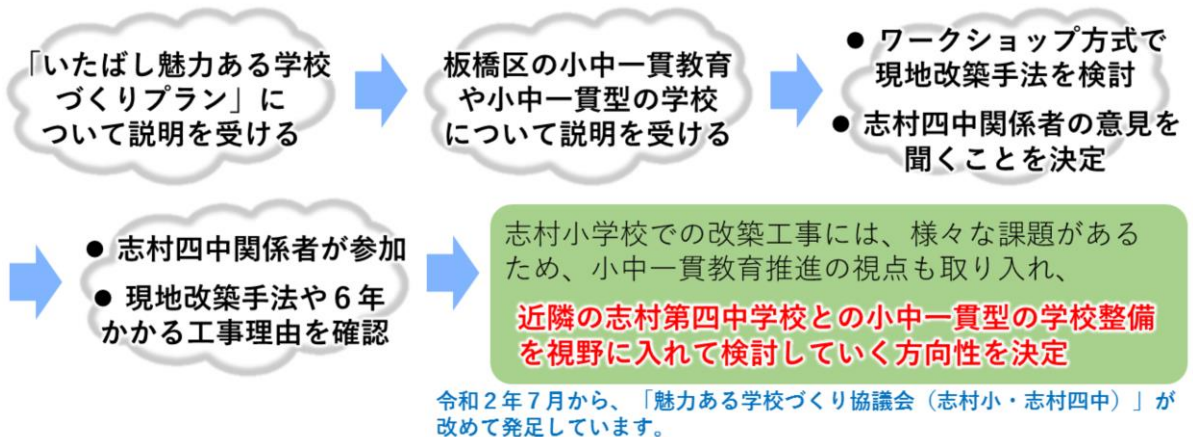 「いたばし魅力ある学校
づくりプラン」に
ついて説明を受ける
板橋区の小中一貫教育
や小中一貫型の学校
について説明を受ける
● ワークショップ方式で
現地改築手法を検討
● 志村四中関係者の意見を
聞くことを決定
● 志村四中関係者が参加
● 現地改築手法や６年
かかる工事理由を確認
志村小学校での改築工事には、様々な課題がある
ため、小中一貫教育推進の視点も取り入れ、
近隣の志村第四中学校との小中一貫型の学校整備
を視野に入れて検討していく方向性を決定
令和２年７月から、「魅力ある学校づくり協議会（志村小・志村四中）」が
改めて発足しています。